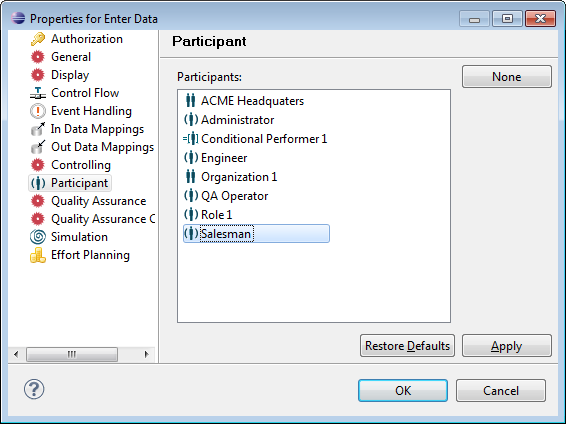 Properties for Enter Data
Authorization
General
Display
Control Flow
Event Handling
In Data Mappings
Out Data Mappings
Controlling
Participant
Quality Assurance
Quality Assurance C
Simulation
Effort Planning
Participant
Participants:
None
ACME Headquaters
Administrator
Conditional Performer 1
Engineer
Organization 1
QA Operator
Role 1
Salesman
Restore Defaults
Apply
?
OK
Cancel